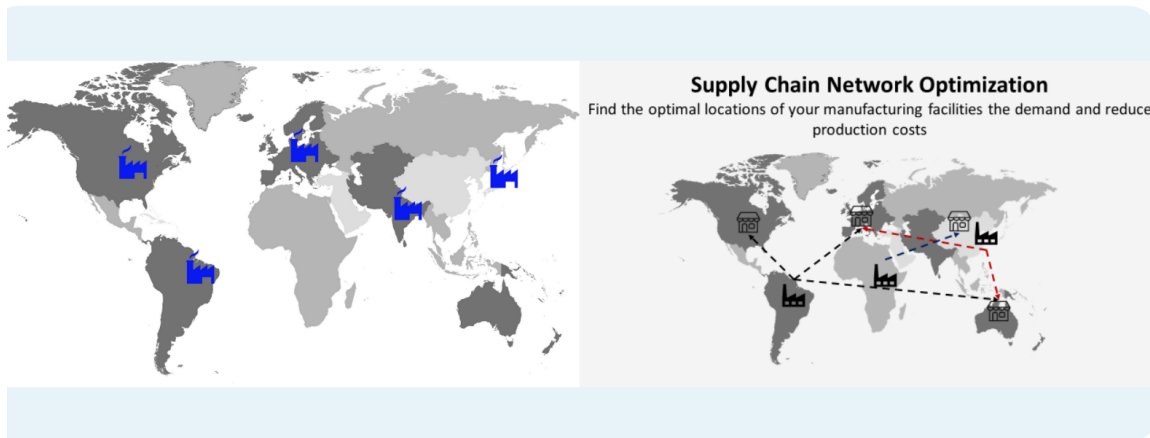 Supply Chain Network Optimization
Find the optimal locations of your manufacturing facilities the demand and reduce
production costs